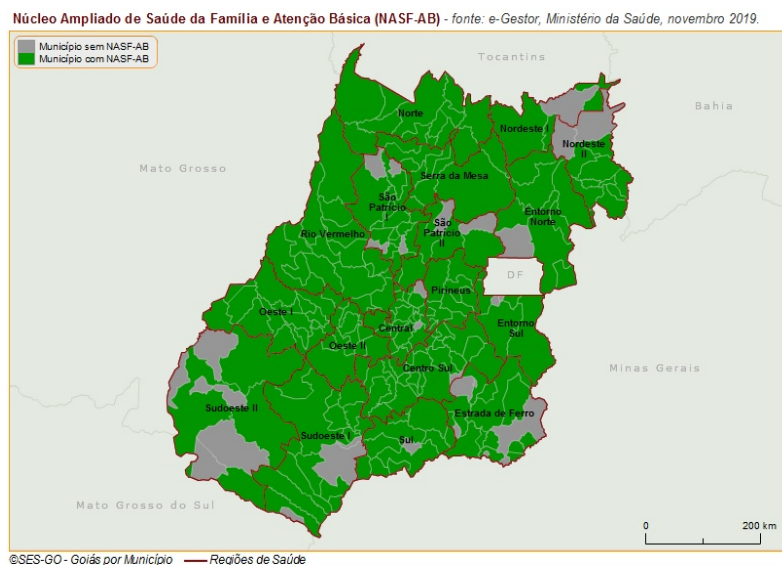 Núcleo Ampliado de Saúde da Família e Atenção Básica (NASF-AB) - fonte: e-Gestor, Ministério da Saúde, novembro 2019.
Município sem NASF-AB
Município com NASF-AB
Tocantins
Bahia
Mato Grosso
Norte
Nordeste I
Nordeste
II
Serra da Mesa
São
Patrício
I
São
Patrício
II
Entorno
Norte
Rio Vermelho
DF
Pirineus
Oeste I
Central
Entorno
Sul
Oeste II
Centro Sul
Minas Gerais
Sudoeste II
Estrada de Ferro
Sudoeste I
Sul
Mato Grosso do Sul
0
200 km
©SES-GO - Goiás por Município
Regiões de Saúde